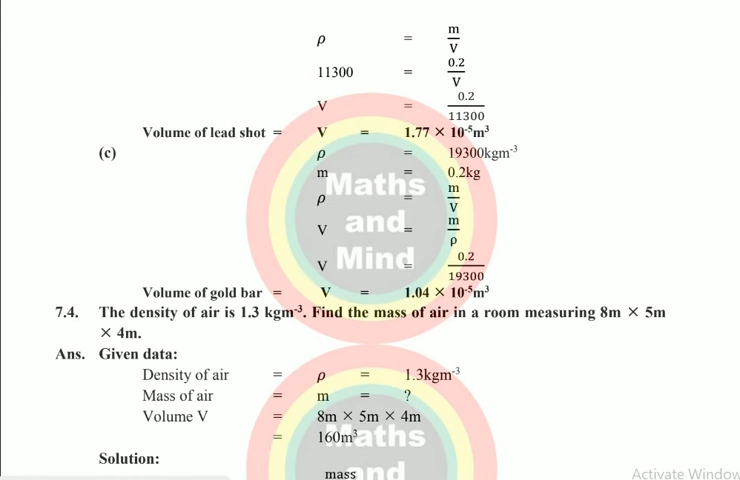 ρ = m/V
11300 = 0.2/V
V = 0.2/11300
Volume of lead shot = V = 1.77 × 10⁻⁵m³
(c) ρ = 19300kgm⁻³
m = 0.2kg
ρ = m/V
V = m/ρ
V = 0.2/19300
Volume of gold bar = V = 1.04 × 10⁻⁵m³
7.4. The density of air is 1.3 kgm⁻³. Find the mass of air in a room measuring 8m × 5m
× 4m.
Ans. Given data:
Density of air = ρ = 1.3kgm⁻³
Mass of air = m = ?
Volume V = 8m × 5m × 4m
= 160m³
Solution:
mass
Maths
and
Mind
Maths
and
Activate Window